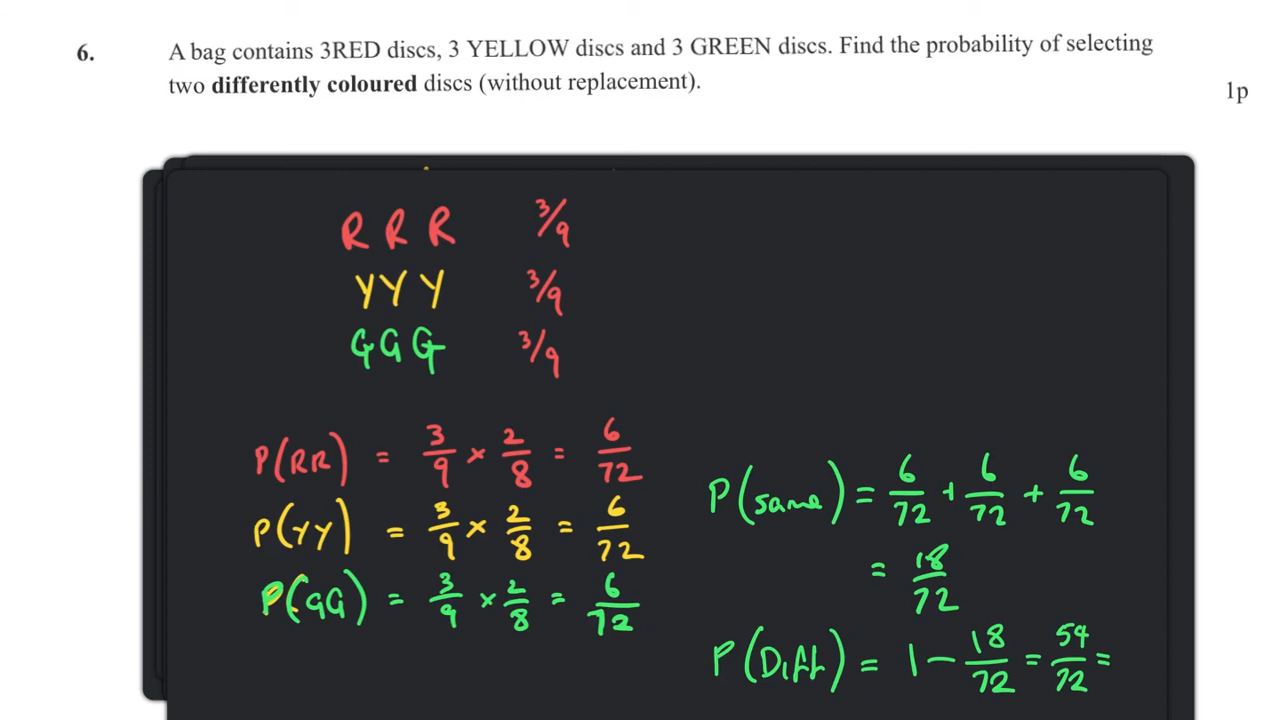 6. A bag contains 3RED discs, 3 YELLOW discs and 3 GREEN discs. Find the probability of selecting
two differently coloured discs (without replacement).
1p
R R R 3/9
Y Y Y 3/9
G G G 3/9
P(RR) = 3/9 × 2/8 = 6/72
P(YY) = 3/9 × 2/8 = 6/72
P(GG) = 3/9 × 2/8 = 6/72
P(same) = 6/72 + 6/72 + 6/72
= 18/72
P(Diff) = 1 - 18/72 = 54/72 =